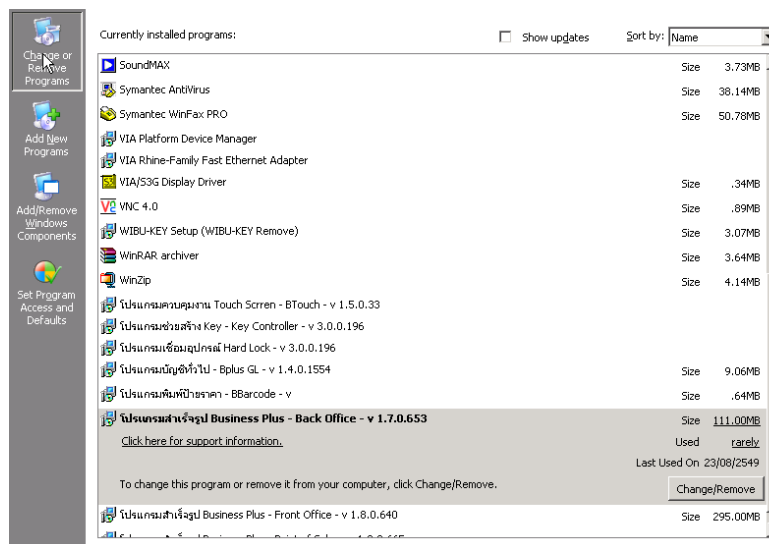 Change or Remove Programs
Add New Programs
Add/Remove Windows Components
Set Program Access and Defaults
Currently installed programs:
Show updates
Sort by: Name
SoundMAX Size 3.73MB
Symantec AntiVirus Size 38.14MB
Symantec WinFax PRO Size 50.78MB
VIA Platform Device Manager
VIA Rhine-Family Fast Ethernet Adapter
VIA/S3G Display Driver Size .34MB
VNC 4.0 Size .89MB
WIBU-KEY Setup (WIBU-KEY Remove) Size 3.07MB
WinRAR archiver Size 3.64MB
WinZip Size 4.14MB
โปรแกรมควบคุมงาน Touch Scrren - BTouch - v 1.5.0.33
โปรแกรมช่วยสร้าง Key - Key Controller - v 3.0.0.196
โปรแกรมเชื่อมอุปกรณ์ Hard Lock - v 3.0.0.196
โปรแกรมบัญชีทั่วไป - Bplus GL - v 1.4.0.1554 Size 9.06MB
โปรแกรมพิมพ์ป้ายราคา - BBarcode - v Size .64MB
โปรแกรมสำเร็จรูป Business Plus - Back Office - v 1.7.0.653 Size 111.00MB
Click here for support information. Used rarely
Last Used On 23/08/2549
To change this program or remove it from your computer, click Change/Remove. Change/Remove
โปรแกรมสำเร็จรูป Business Plus - Front Office - v 1.8.0.640 Size 295.00MB